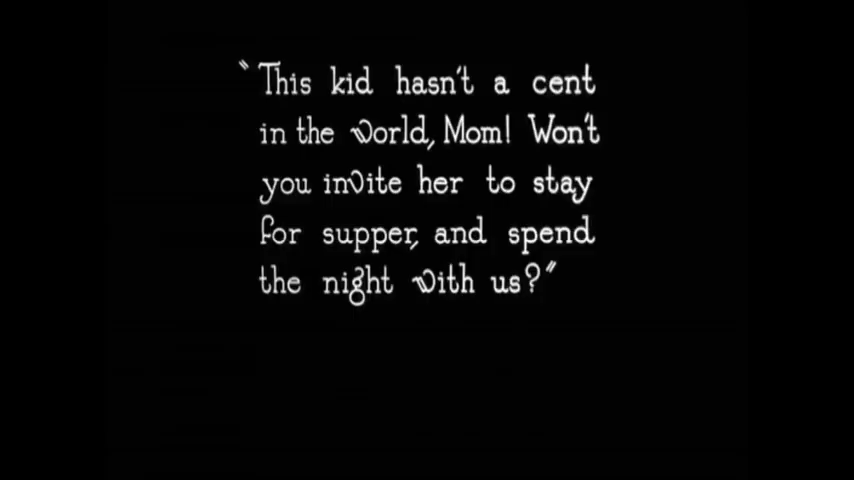 "This kid hasn't a cent
in the world, Mom! Won't
you invite her to stay
for supper, and spend
the night with us?"